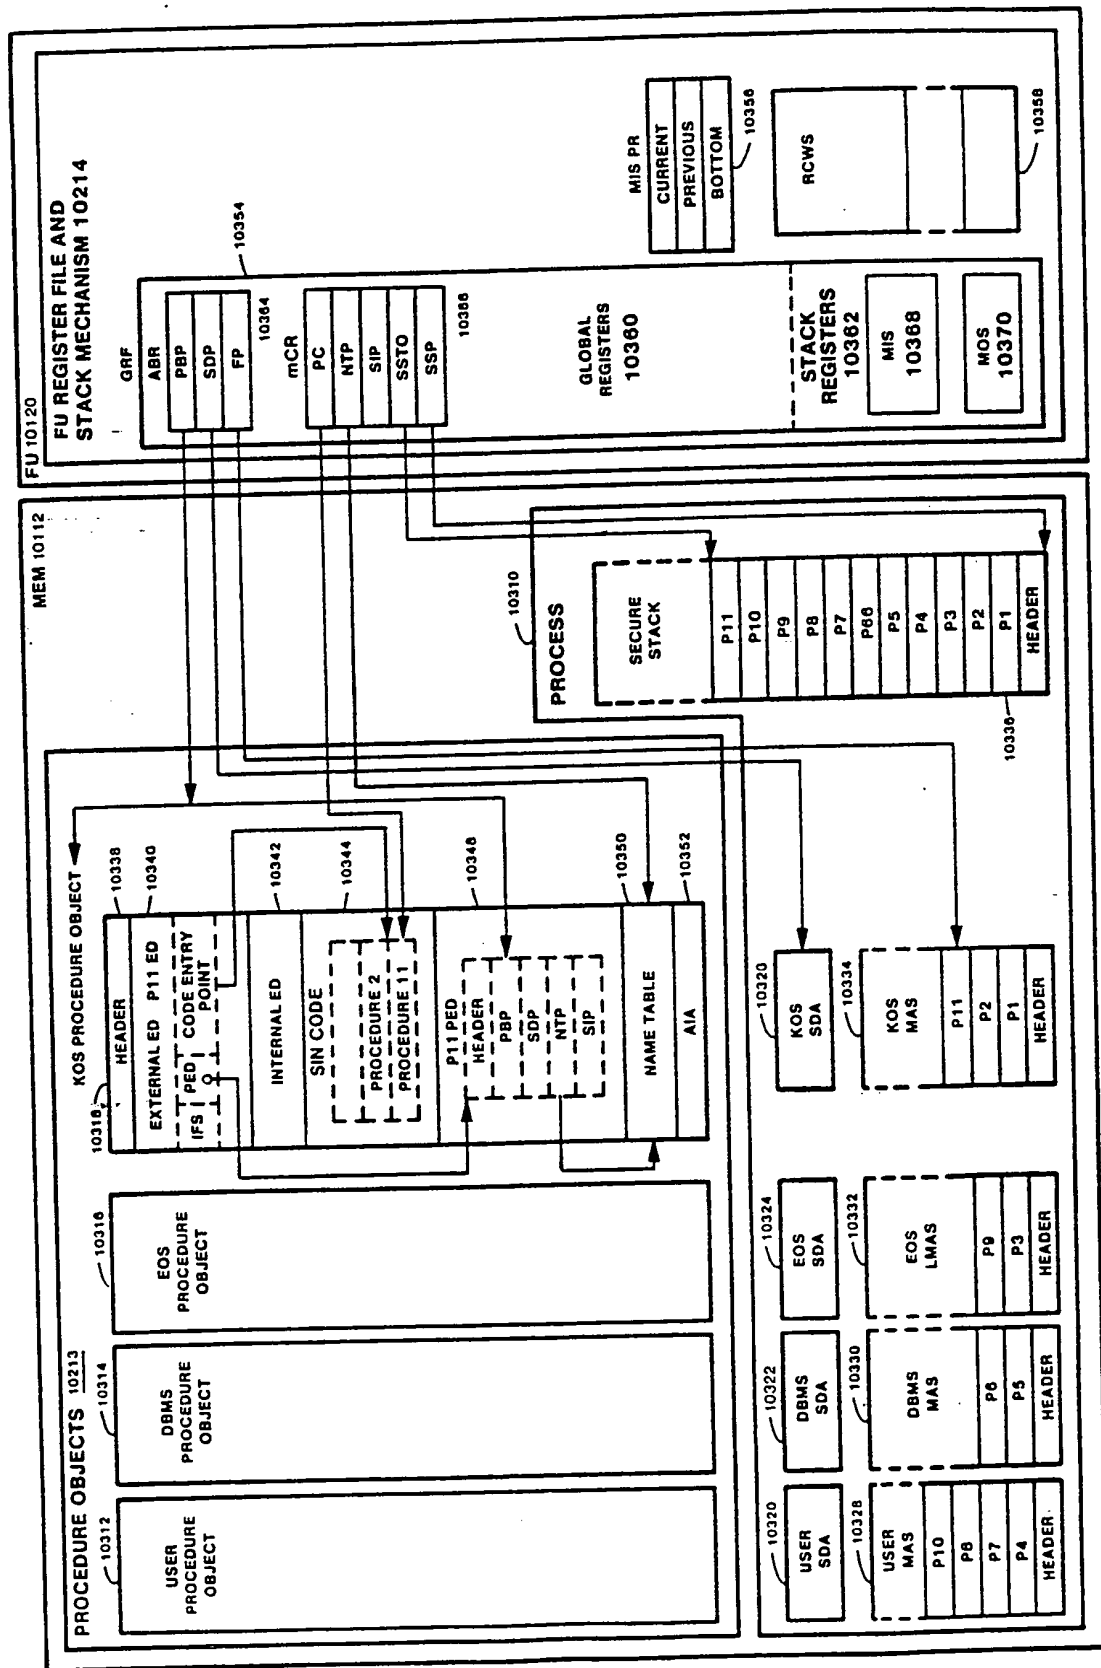 FU 10120
FU REGISTER FILE AND
STACK MECHANISM 10214
GRF
ABR
PBP
SDP
FP
10364
10354
mCR
PC
NTP
SIP
SSTO
SSP
10366
GLOBAL
REGISTERS
10360
STACK
REGISTERS
10362
MIS
10368
MOS
10370
MIS PR
CURRENT
PREVIOUS
BOTTOM
10356
RCWS
10358
MEM 10112
PROCEDURE OBJECTS 10213
10312
USER
PROCEDURE
OBJECT
10314
DBMS
PROCEDURE
OBJECT
10316
EOS
PROCEDURE
OBJECT
KOS PROCEDURE OBJECT
10318
HEADER
10338
EXTERNAL ED P11 ED
10340
IFS
PED
CODE ENTRY
POINT
INTERNAL ED
10342
SIN CODE
10344
PROCEDURE 2
PROCEDURE 11
P11 PED
HEADER
10348
PBP
SDP
NTP
SIP
NAME TABLE
10350
AIA
10352
PROCESS
10310
SECURE
STACK
P11
P10
P9
P8
P7
P66
P5
P4
P3
P2
P1
HEADER
10336
10320
USER
SDA
10322
DBMS
SDA
10324
EOS
SDA
10320
KOS
SDA
10328
USER
MAS
P10
P8
P7
P4
HEADER
10330
DBMS
MAS
P6
P5
HEADER
10332
EOS
LMAS
P9
P3
HEADER
10334
KOS
MAS
P11
P2
P1
HEADER